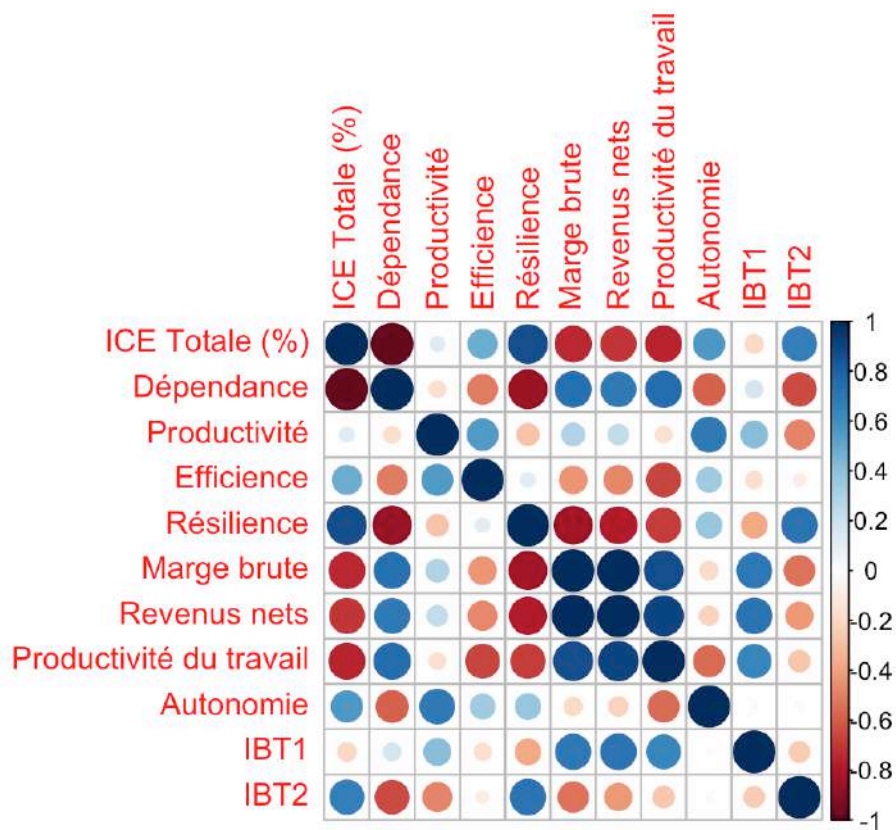 ICE Totale (%)
Dépendance
Productivité
Efficience
Résilience
Marge brute
Revenus nets
Productivité du travail
Autonomie
IBT1
IBT2
ICE Totale (%)
Dépendance
Productivité
Efficience
Résilience
Marge brute
Revenus nets
Productivité du travail
Autonomie
IBT1
IBT2
1
0.8
0.6
0.4
0.2
0
-0.2
-0.4
-0.6
-0.8
-1